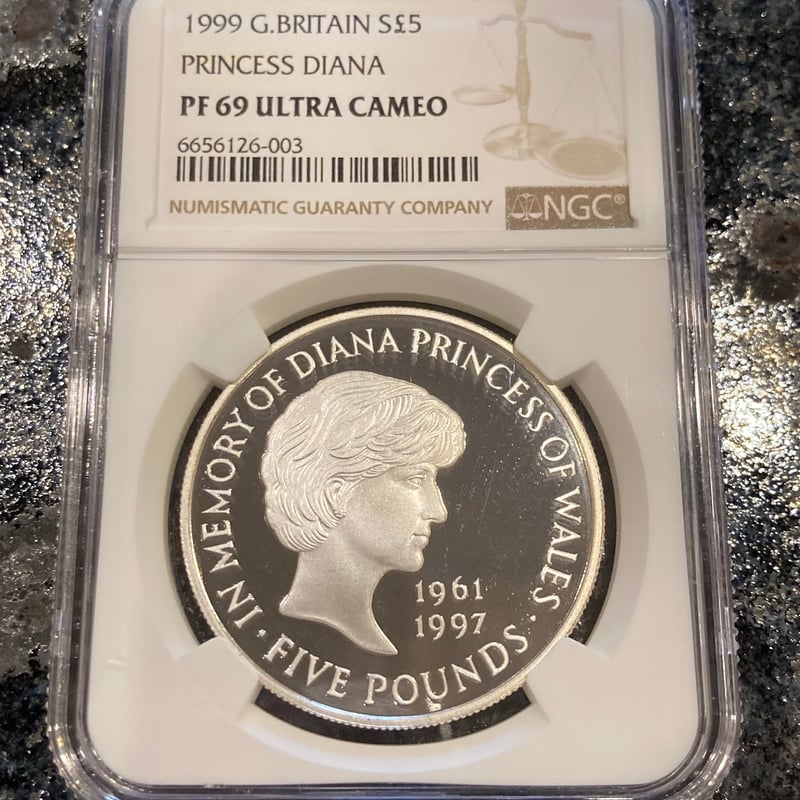 1999 G.BRITAIN S£5
PRINCESS DIANA
PF 69 ULTRA CAMEO
6656126-003
NUMISMATIC GUARANTY COMPANY
NGC®
IN MEMORY OF DIANA PRINCESS OF WALES
1961
1997
· FIVE POUNDS ·